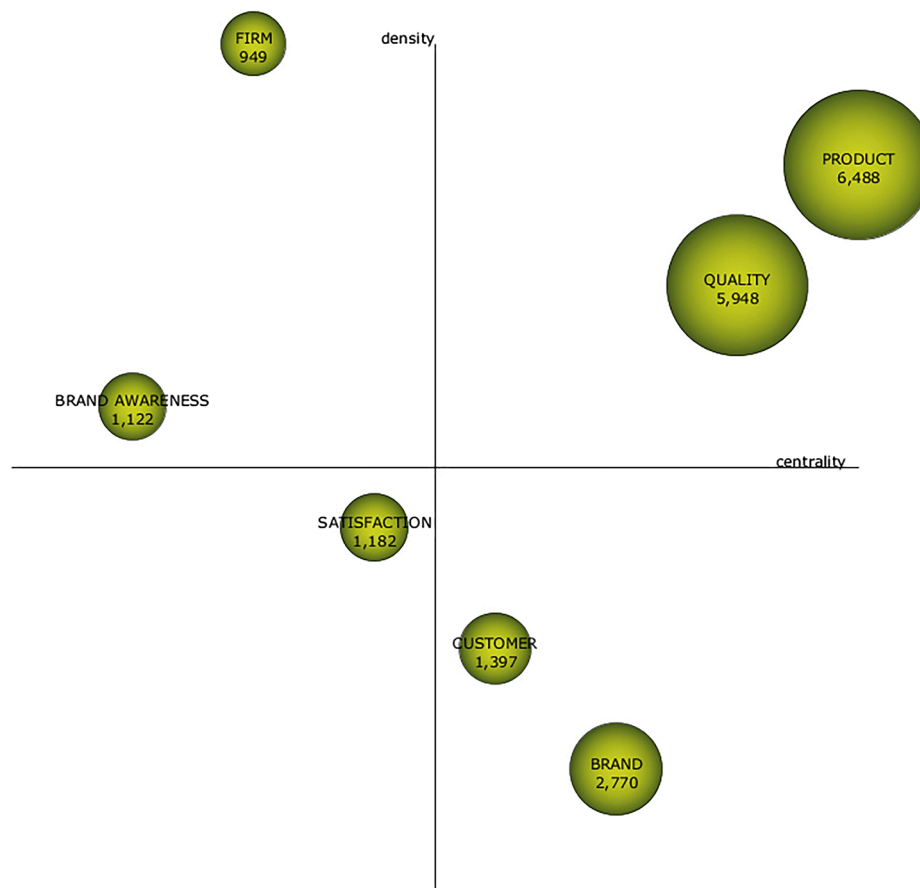 FIRM
949
density
PRODUCT
6,488
QUALITY
5,948
BRAND AWARENESS
1,122
centrality
SATISFACTION
1,182
CUSTOMER
1,397
BRAND
2,770